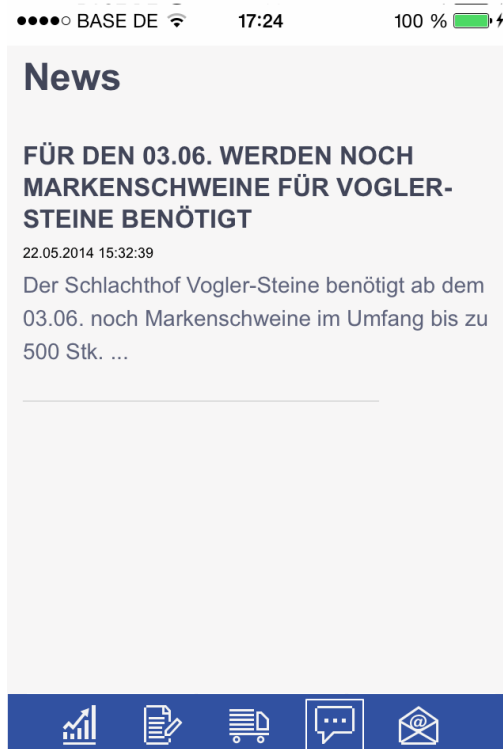 BASE DE 17:24 100 %
News
FÜR DEN 03.06. WERDEN NOCH
MARKENSCHWEINE FÜR VOGLER-
STEINE BENÖTIGT
22.05.2014 15:32:39
Der Schlachthof Vogler-Steine benötigt ab dem
03.06. noch Markenschweine im Umfang bis zu
500 Stk. ...
@